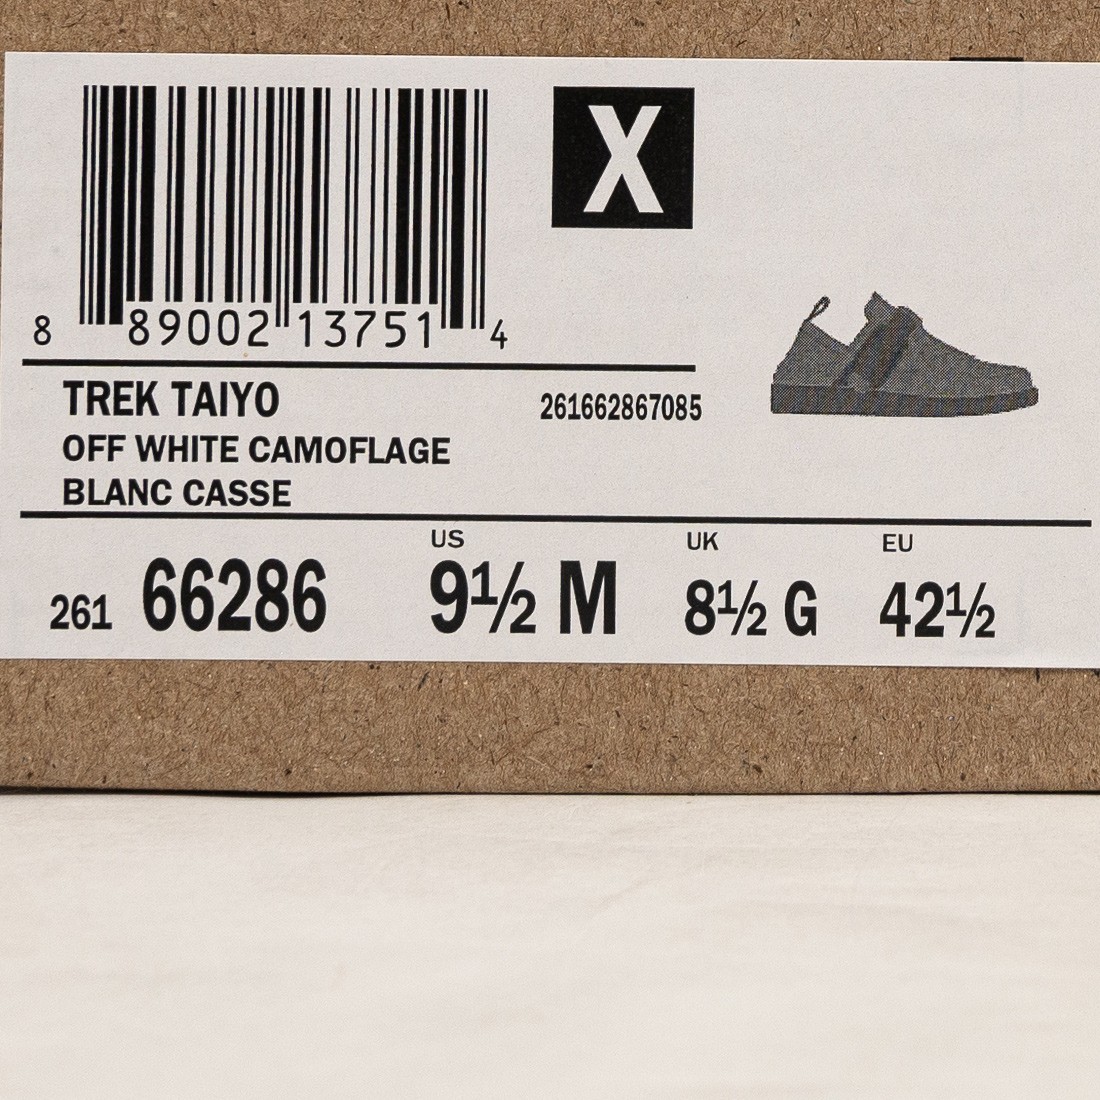 X
8 89002 13751 4
TREK TAIYO
261662867085
OFF WHITE CAMOFLAGE
BLANC CASSE
US UK EU
261 66286 9½ M 8½ G 42½